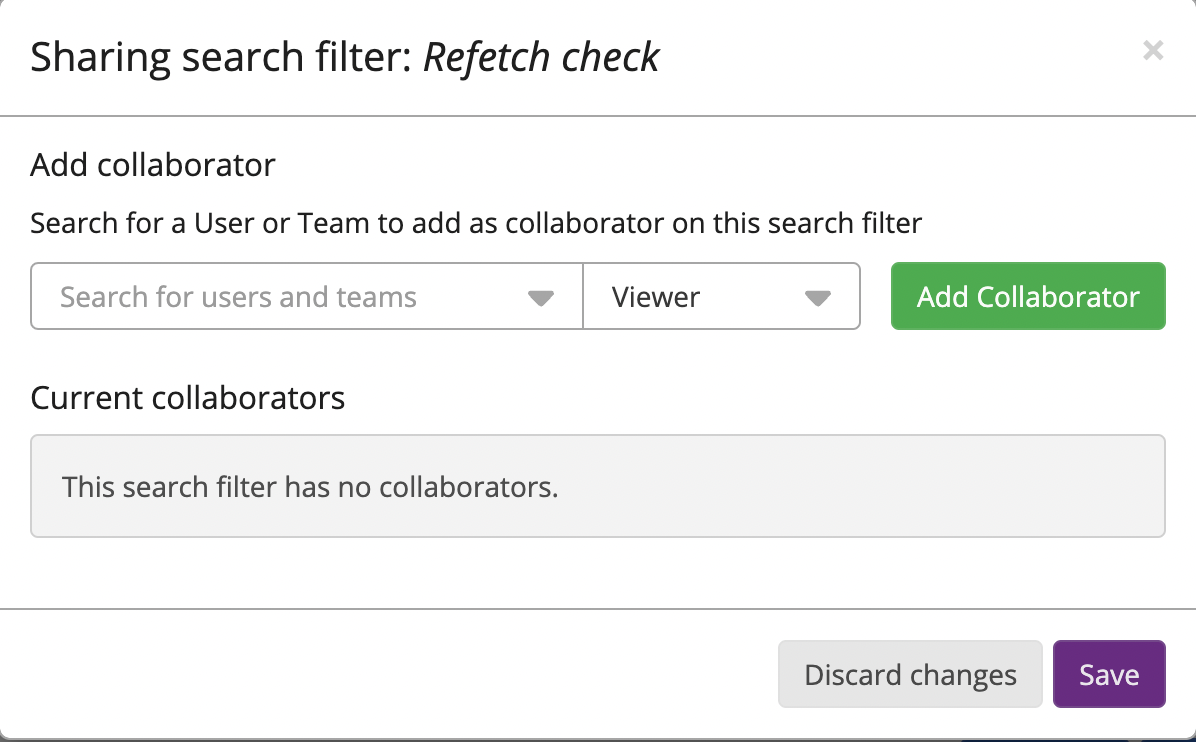 Sharing search filter: Refetch check
×
Add collaborator
Search for a User or Team to add as collaborator on this search filter
Search for users and teams
Viewer
Add Collaborator
Current collaborators
This search filter has no collaborators.
Discard changes
Save